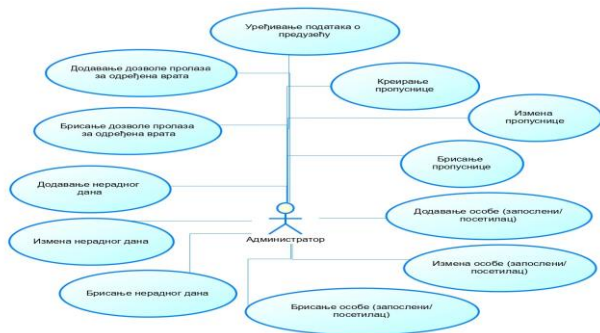 Уређивање података о
предузећу
Додавање дозволе пролаза
за одређена врата
Креирање
пропуснице
Измена
пропуснице
Брисање дозволе пролаза
за одређена врата
Брисање
пропуснице
Додавање нерадног
дана
Додавање особе (запослени/
посетилац)
Администратор
Измена нерадног дана
Измена особе (запослени/
посетилац)
Брисање нерадног дана
Брисање особе (запослени/
посетилац)